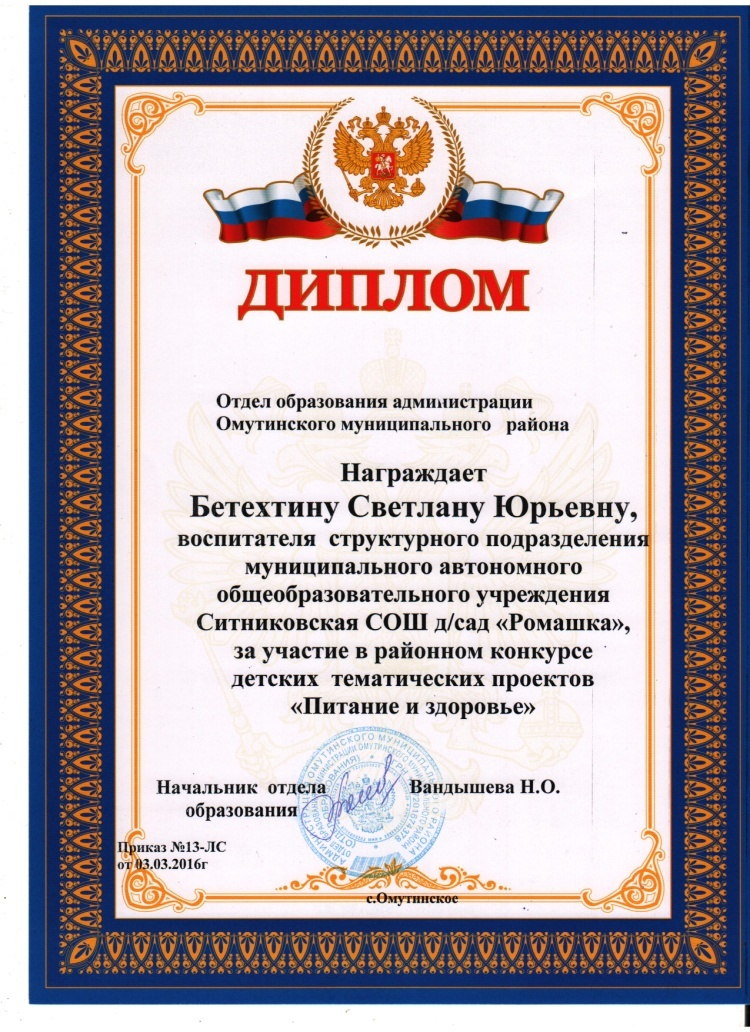 ДИПЛОМ
Отдел образования администрации
Омутинского муниципального района
Награждает
Бетехтину Светлану Юрьевну,
воспитателя структурного подразделения
муниципального автономного
общеобразовательного учреждения
Ситниковская СОШ д/сад «Ромашка»,
за участие в районном конкурсе
детских тематических проектов
«Питание и здоровье»
Начальник отдела Вандышева Н.О.
образования
Приказ №13-ЛС
от 03.03.2016г
с.Омутинское